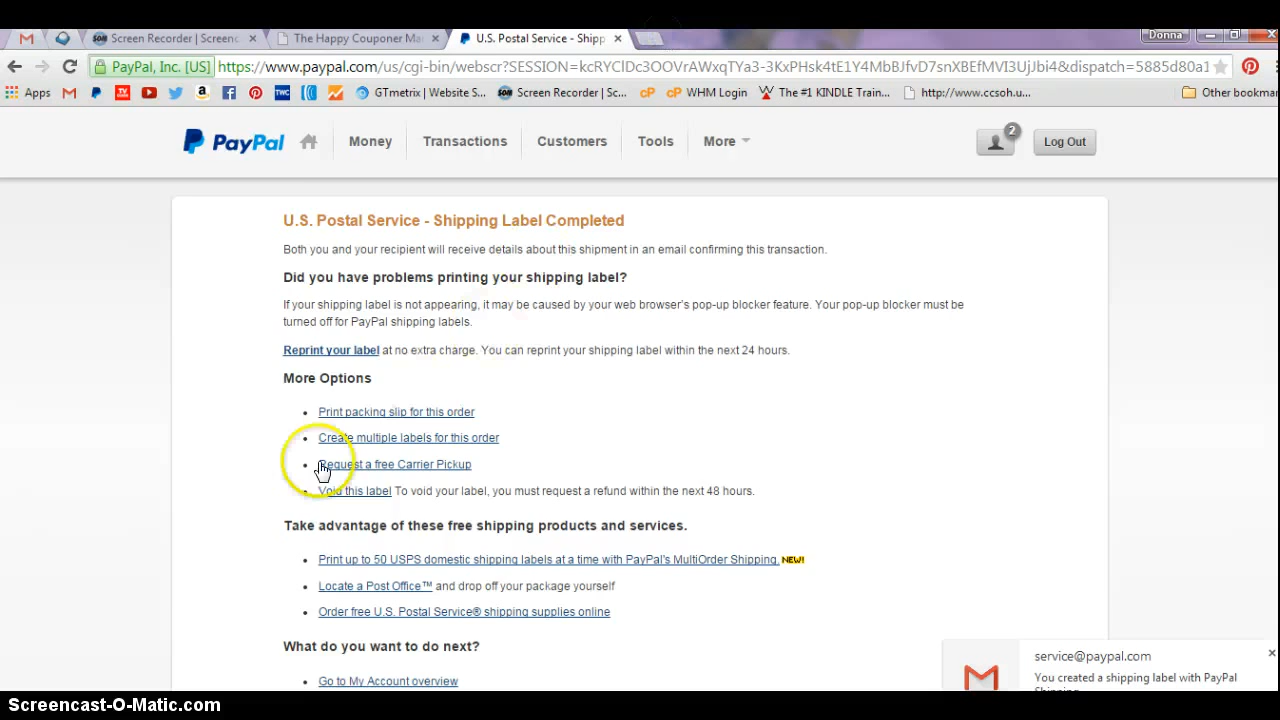 Donna
Screen Recorder | Screenc
The Happy Couponer Ma
U.S. Postal Service - Shipp
PayPal, Inc. [US]
https://www.paypal.com/us/cgi-bin/webscr?SESSION=kcRYClDc3OOVrAWxqTYa3-3KxPHsk4tE1Y4MbBJfvD7snXBEfMVI3UjJbi4&dispatch=5885d80a1
Apps
GTmetrix | Website S...
Screen Recorder | Sc...
cP
WHM Login
The #1 KINDLE Train...
http://www.ccsoh.u...
Other bookmar
PayPal
Money
Transactions
Customers
Tools
More
2
Log Out
U.S. Postal Service - Shipping Label Completed
Both you and your recipient will receive details about this shipment in an email confirming this transaction.
Did you have problems printing your shipping label?
If your shipping label is not appearing, it may be caused by your web browser's pop-up blocker feature. Your pop-up blocker must be
turned off for PayPal shipping labels.
Reprint your label at no extra charge. You can reprint your shipping label within the next 24 hours.
More Options
Print packing slip for this order
Create multiple labels for this order
Request a free Carrier Pickup
Void this label To void your label, you must request a refund within the next 48 hours.
Take advantage of these free shipping products and services.
Print up to 50 USPS domestic shipping labels at a time with PayPal's MultiOrder Shipping. NEW!
Locate a Post Office™ and drop off your package yourself
Order free U.S. Postal Service® shipping supplies online
What do you want to do next?
Go to My Account overview
service@paypal.com
You created a shipping label with PayPal
Shipping
Screencast-O-Matic.com